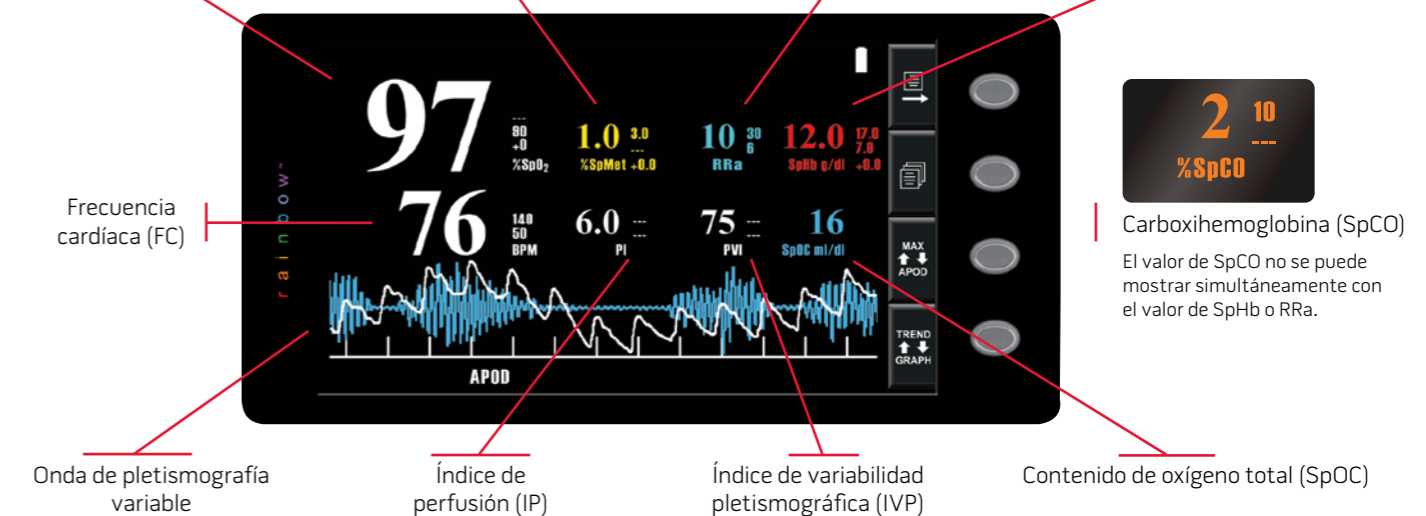 97
---
90
+0
%SpO₂
1.0 3.0
---
%SpMet +0.0
10 30
6
RRa
12.0 17.0
7.0
SpHb g/dl +0.0
2 10
---
%SpCO
rainbow™
Frecuencia
cardíaca (FC)
76
140
50
BPM
6.0 ---
---
PI
75 ---
---
PVI
16
SpOC ml/dl
MAX
APOD
TREND
GRAPH
APOD
Carboxihemoglobina (SpCO)
El valor de SpCO no se puede
mostrar simultáneamente con
el valor de SpHb o RRa.
Onda de pletismografía
variable
Índice de
perfusión (IP)
Índice de variabilidad
pletismográfica (IVP)
Contenido de oxígeno total (SpOC)